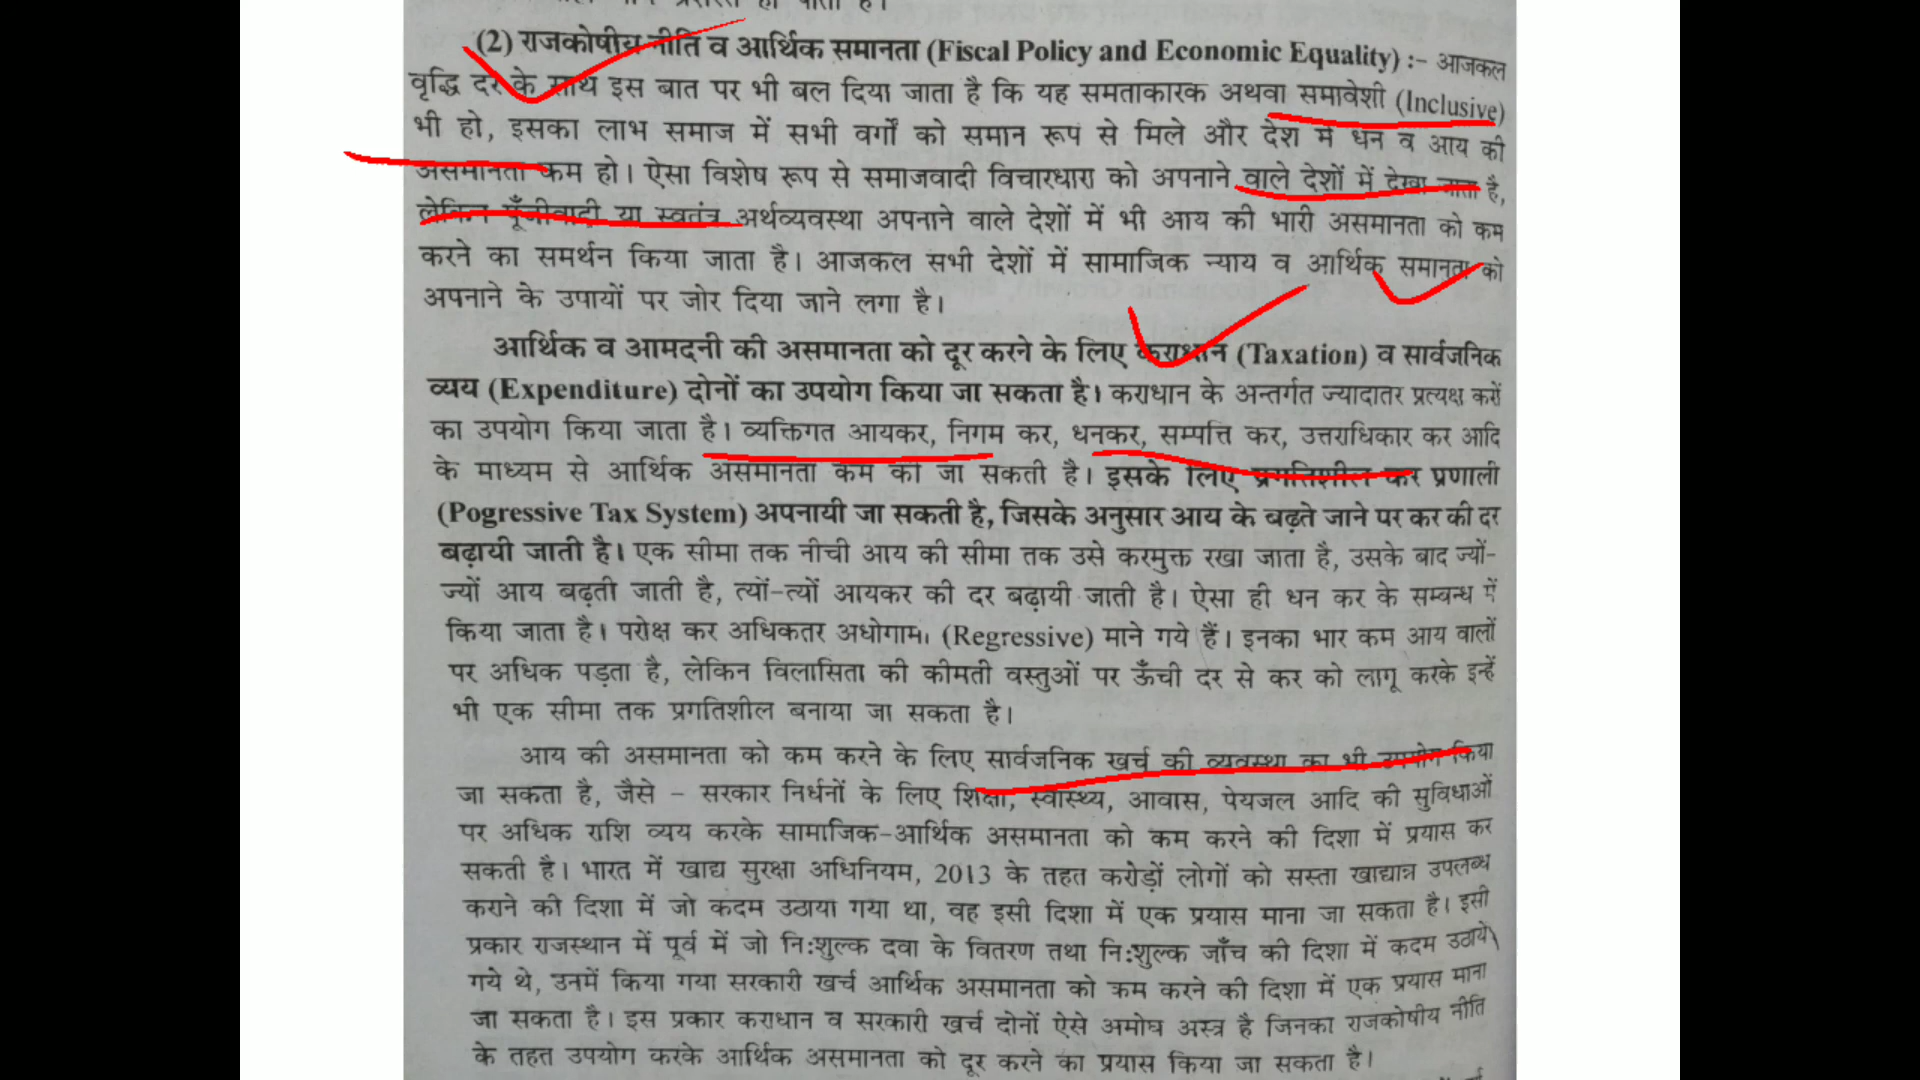 (2) राजकोषीय नीति व आर्थिक समानता (Fiscal Policy and Economic Equality) :- आजकल
वृद्धि दर के साथ इस बात पर भी बल दिया जाता है कि यह समताकारक अथवा समावेशी (Inclusive)
भी हो, इसका लाभ समाज में सभी वर्गों को समान रूप से मिले और देश में धन व आय की
असमानता कम हो। ऐसा विशेष रूप से समाजवादी विचारधारा को अपनाने वाले देशों में देखा जाता है,
लेकिन पूँजीवादी या स्वतंत्र अर्थव्यवस्था अपनाने वाले देशों में भी आय की भारी असमानता को कम
करने का समर्थन किया जाता है। आजकल सभी देशों में सामाजिक न्याय व आर्थिक समानता को
अपनाने के उपायों पर जोर दिया जाने लगा है।
आर्थिक व आमदनी की असमानता को दूर करने के लिए कराधान (Taxation) व सार्वजनिक
व्यय (Expenditure) दोनों का उपयोग किया जा सकता है। कराधान के अन्तर्गत ज्यादातर प्रत्यक्ष करों
का उपयोग किया जाता है। व्यक्तिगत आयकर, निगम कर, धनकर, सम्पत्ति कर, उत्तराधिकार कर आदि
के माध्यम से आर्थिक असमानता कम की जा सकती है। इसके लिए प्रगतिशील कर प्रणाली
(Pogressive Tax System) अपनायी जा सकती है, जिसके अनुसार आय के बढ़ते जाने पर कर की दर
बढ़ायी जाती है। एक सीमा तक नीची आय की सीमा तक उसे करमुक्त रखा जाता है, उसके बाद ज्यों-
ज्यों आय बढ़ती जाती है, त्यों-त्यों आयकर की दर बढ़ायी जाती है। ऐसा ही धन कर के सम्बन्ध में
किया जाता है। परोक्ष कर अधिकतर अधोगामी (Regressive) माने गये हैं। इनका भार कम आय वालों
पर अधिक पड़ता है, लेकिन विलासिता की कीमती वस्तुओं पर ऊँची दर से कर को लागू करके इन्हें
भी एक सीमा तक प्रगतिशील बनाया जा सकता है।
आय की असमानता को कम करने के लिए सार्वजनिक खर्च की व्यवस्था का भी उपयोग किया
जा सकता है, जैसे - सरकार निर्धनों के लिए शिक्षा, स्वास्थ्य, आवास, पेयजल आदि की सुविधाओं
पर अधिक राशि व्यय करके सामाजिक-आर्थिक असमानता को कम करने की दिशा में प्रयास कर
सकती है। भारत में खाद्य सुरक्षा अधिनियम, 2013 के तहत करोड़ों लोगों को सस्ता खाद्यान्न उपलब्ध
कराने की दिशा में जो कदम उठाया गया था, वह इसी दिशा में एक प्रयास माना जा सकता है। इसी
प्रकार राजस्थान में पूर्व में जो नि:शुल्क दवा के वितरण तथा नि:शुल्क जाँच की दिशा में कदम उठाये
गये थे, उनमें किया गया सरकारी खर्च आर्थिक असमानता को कम करने की दिशा में एक प्रयास माना
जा सकता है। इस प्रकार कराधान व सरकारी खर्च दोनों ऐसे अमोघ अस्त्र है जिनका राजकोषीय नीति
के तहत उपयोग करके आर्थिक असमानता को दूर करने का प्रयास किया जा सकता है।